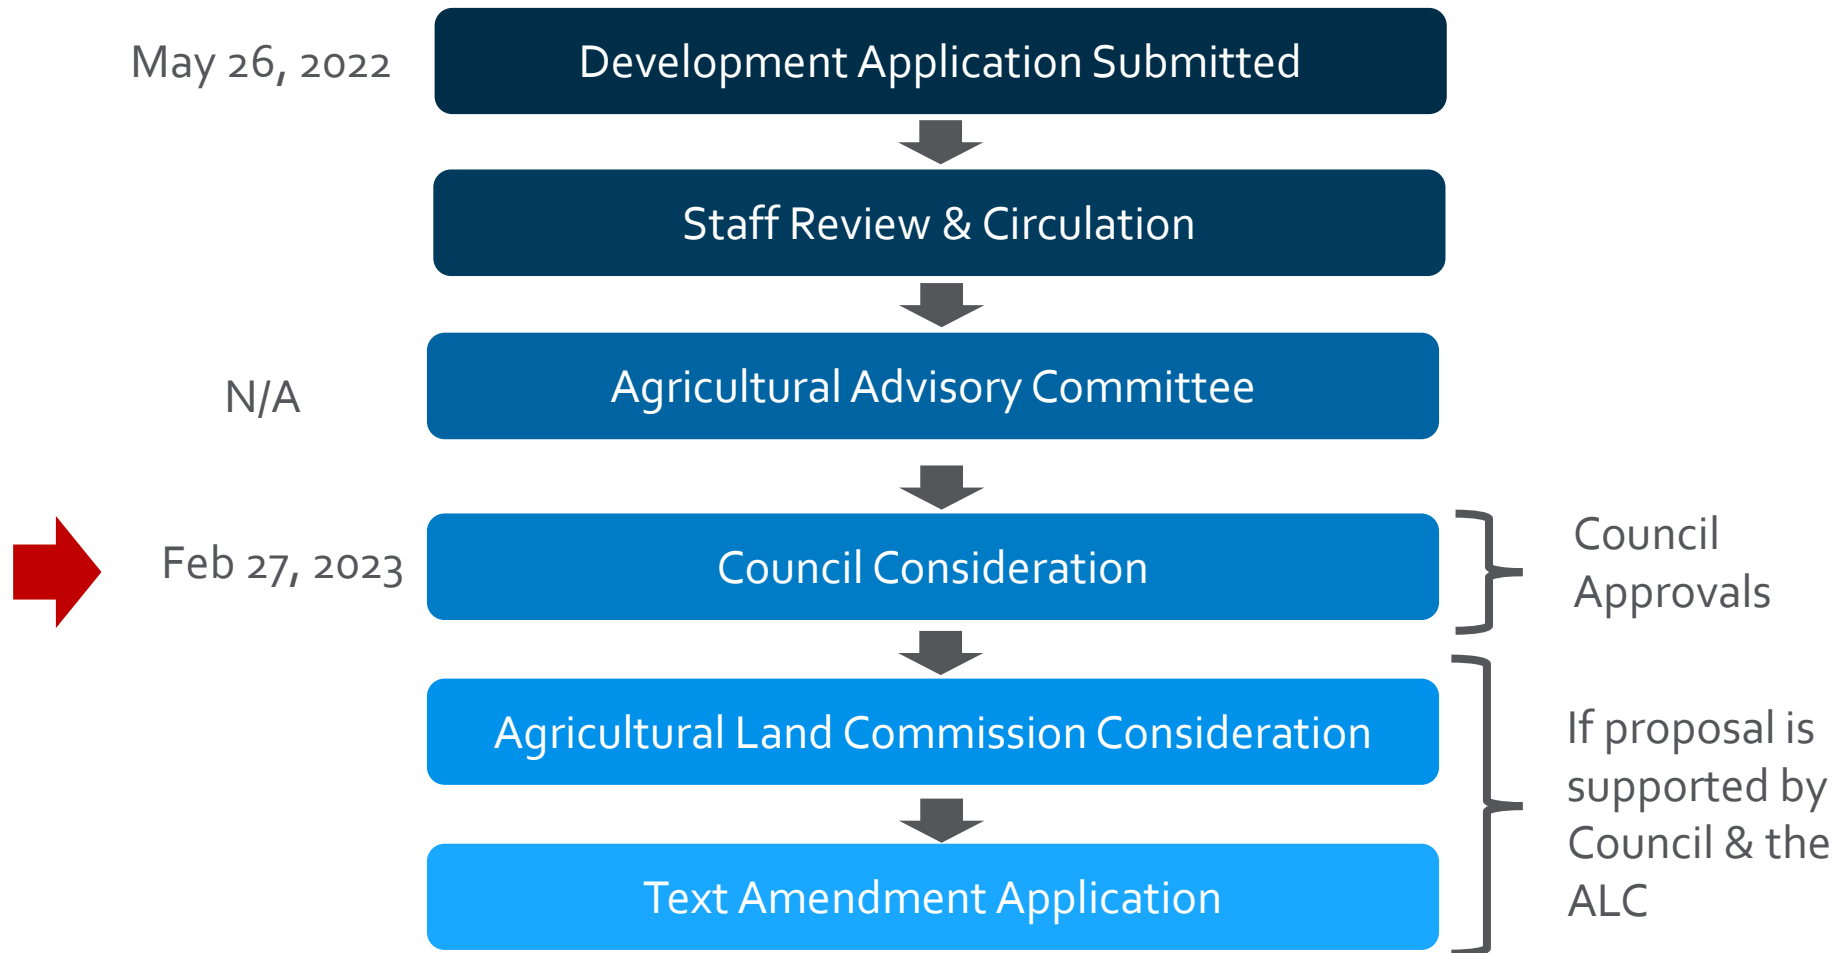 May 26, 2022
Development Application Submitted
Staff Review & Circulation
N/A
Agricultural Advisory Committee
Feb 27, 2023
Council Consideration
Council
Approvals
Agricultural Land Commission Consideration
If proposal is
supported by
Council & the
ALC
Text Amendment Application